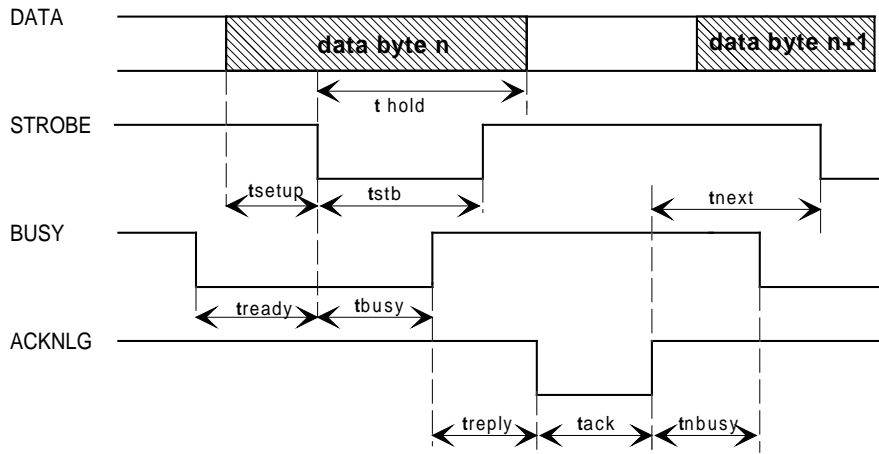 DATA
data byte n
data byte n+1
t hold
STROBE
tsetup
tstb
tnext
BUSY
tready
tbusy
ACKNLG
treply
tack
tnbusy